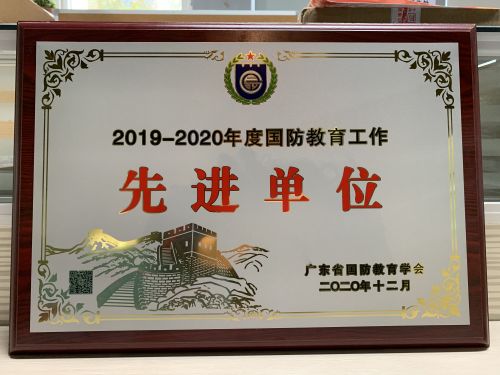 2019-2020年度国防教育工作
先进单位
广东省国防教育学会
二〇二〇年十二月